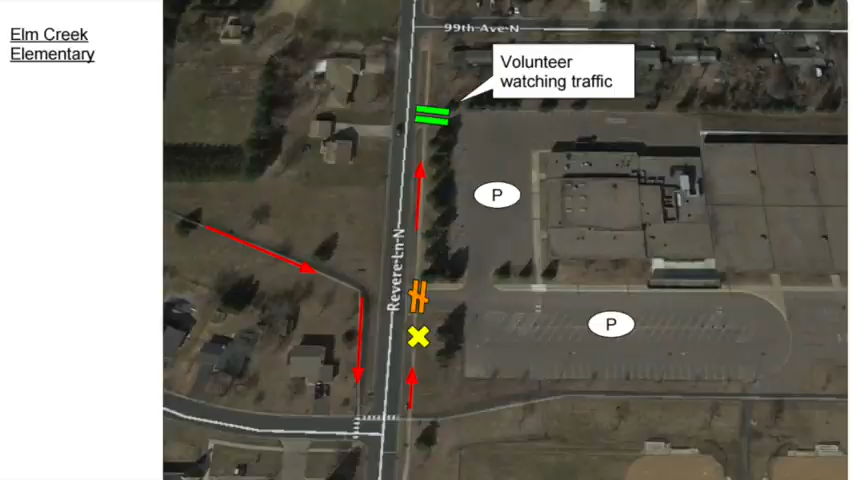 Elm Creek
Elementary
99th Ave N
Volunteer
watching traffic
P
Revere Ln N
P